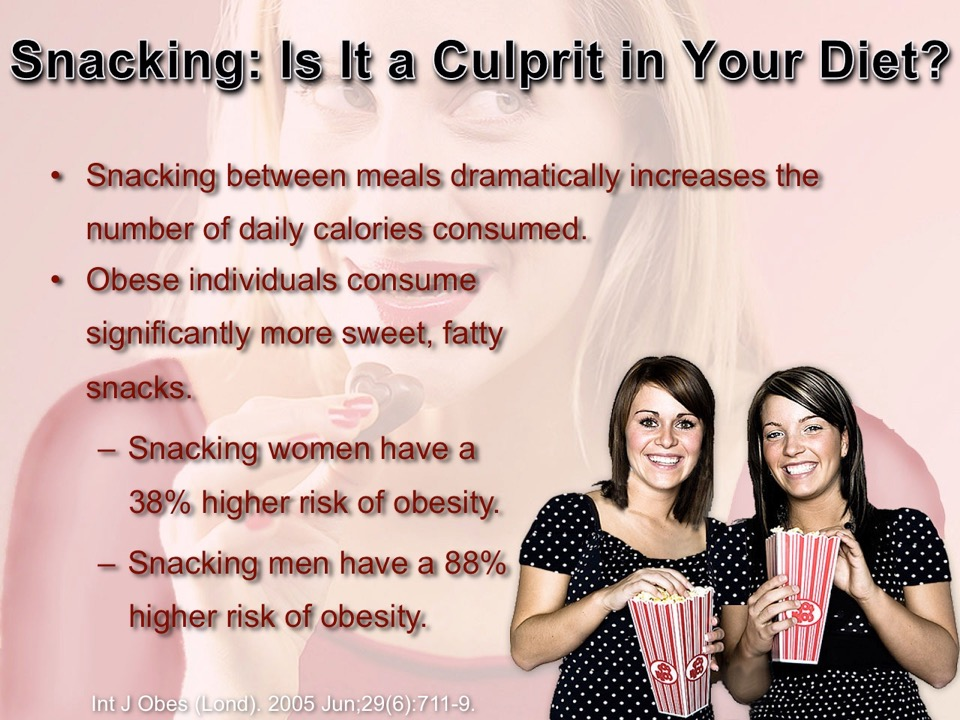 Snacking: Is It a Culprit in Your Diet?
• Snacking between meals dramatically increases the
number of daily calories consumed.
• Obese individuals consume
significantly more sweet, fatty
snacks.
– Snacking women have a
38% higher risk of obesity.
– Snacking men have a 88%
higher risk of obesity.
Int J Obes (Lond). 2005 Jun;29(6):711-9.